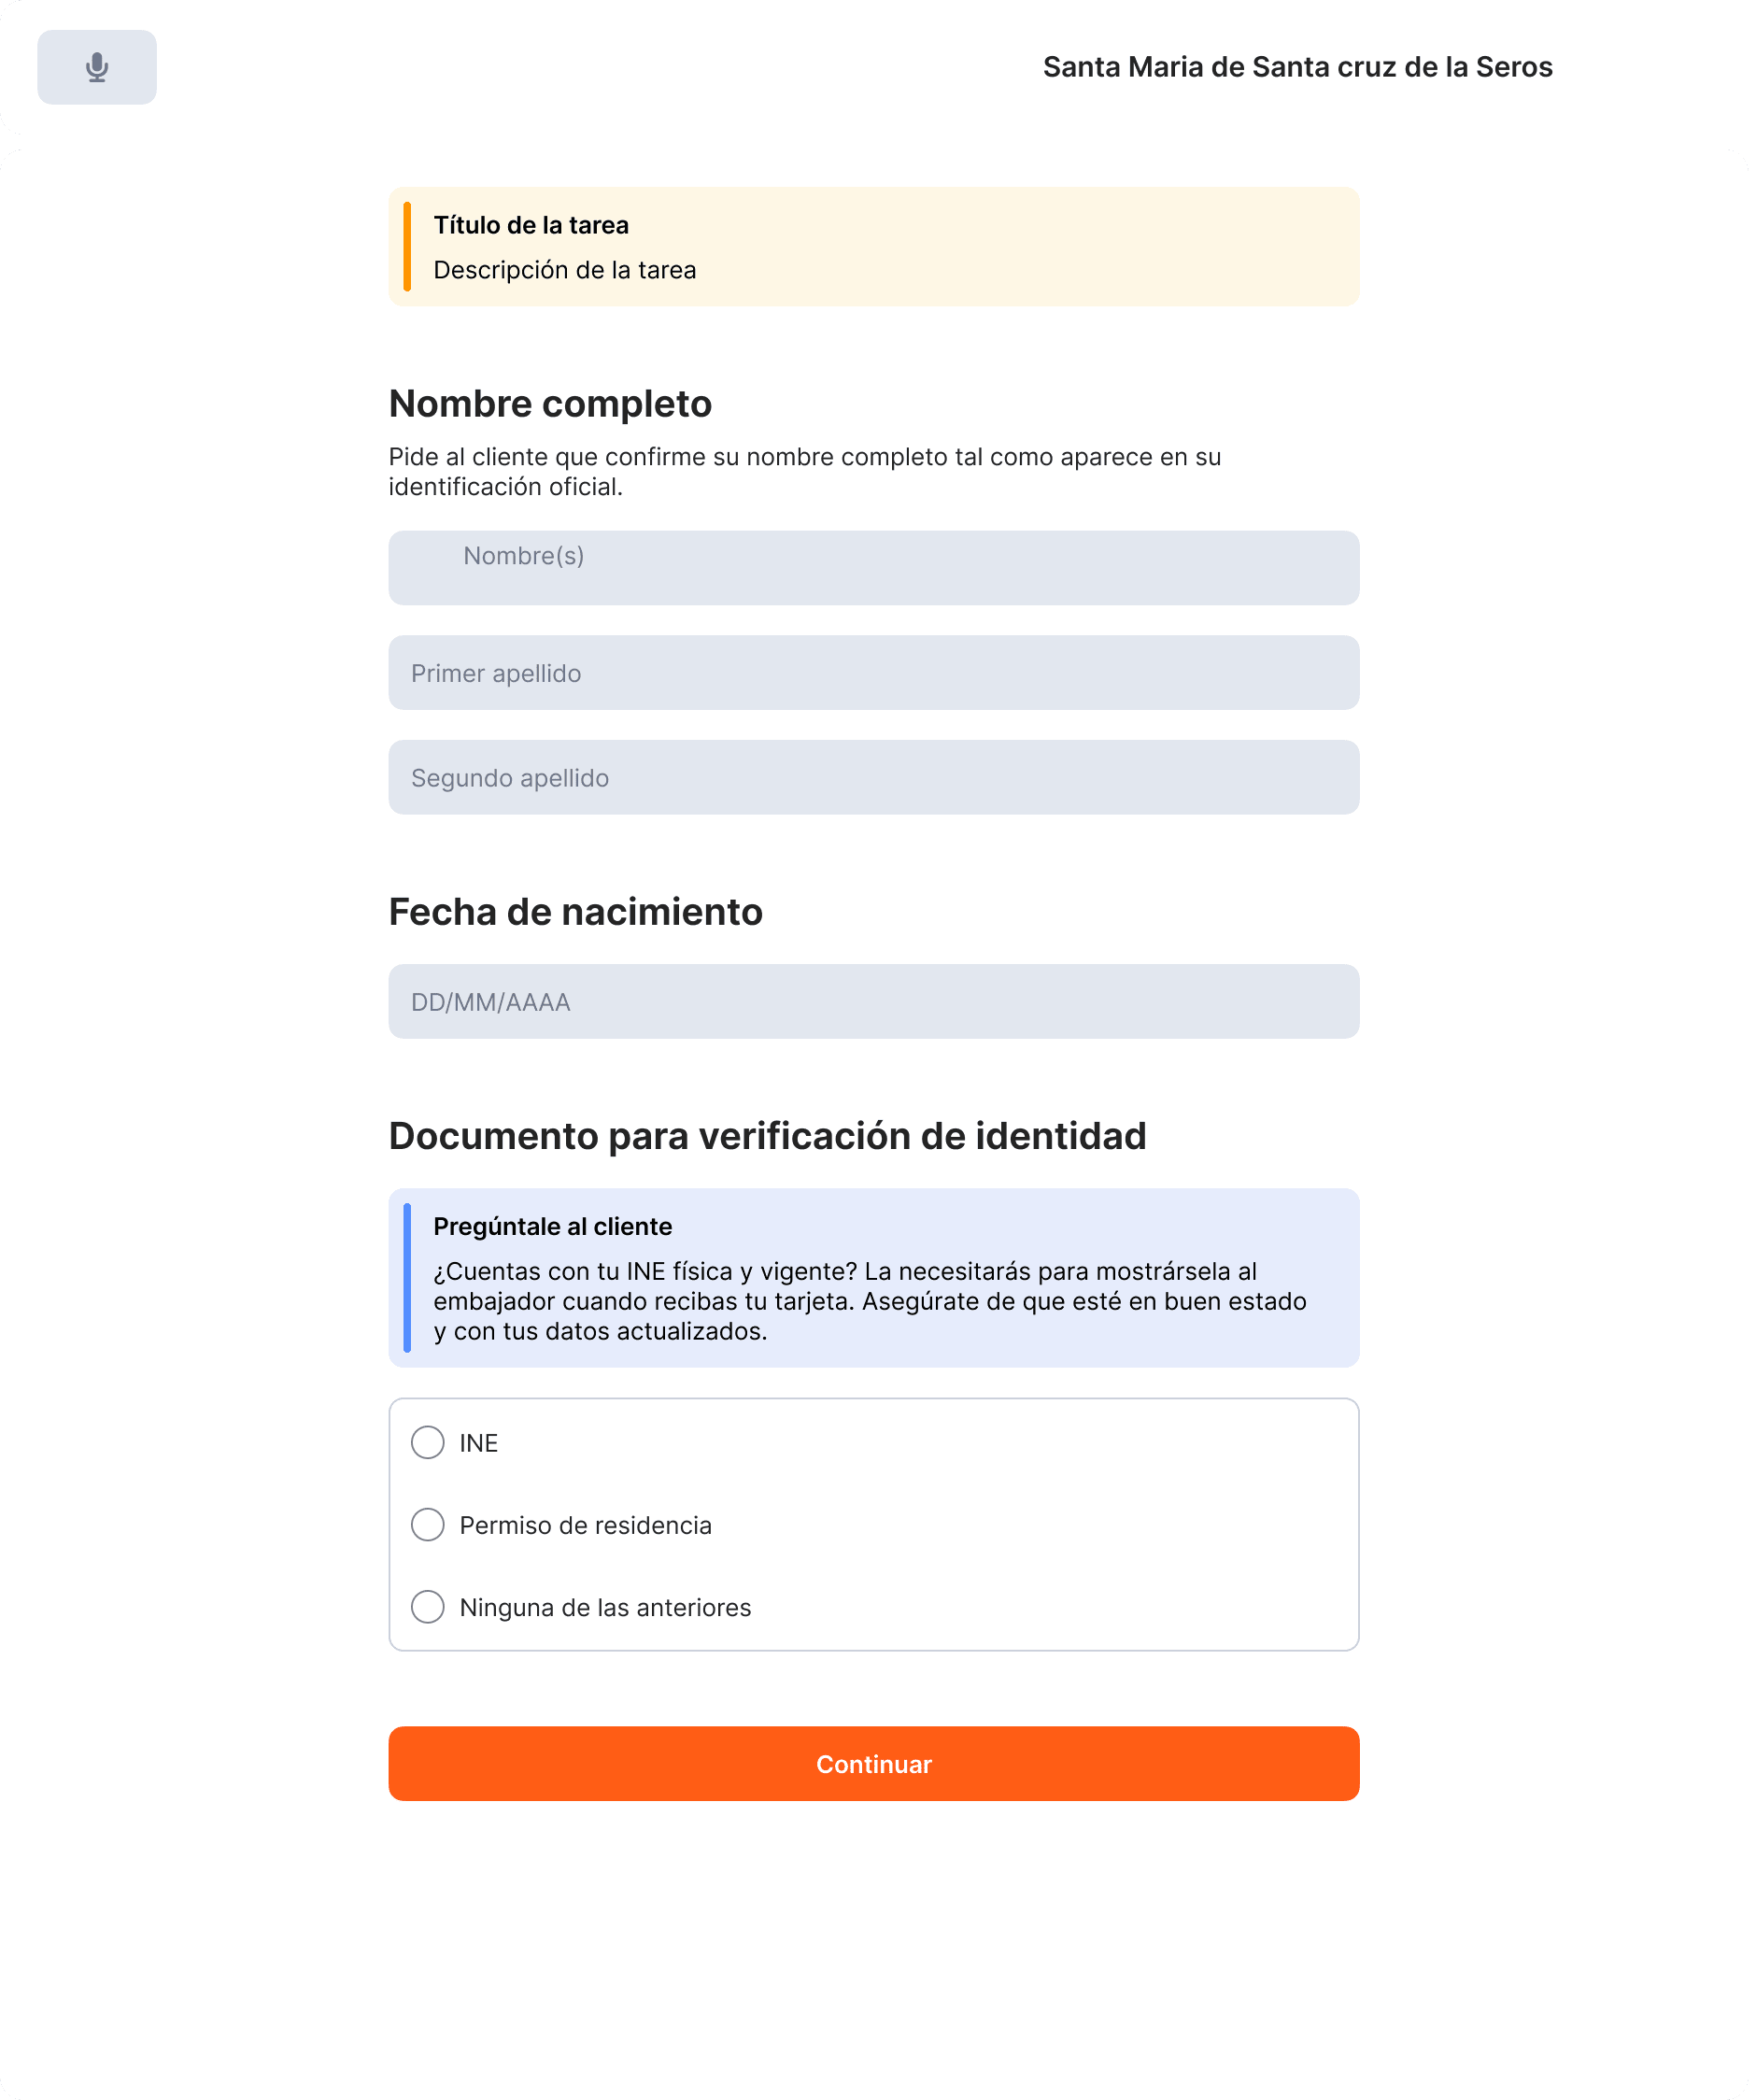 Santa Maria de Santa cruz de la Seros
Título de la tarea
Descripción de la tarea
Nombre completo
Pide al cliente que confirme su nombre completo tal como aparece en su
identificación oficial.
Nombre(s)
Primer apellido
Segundo apellido
Fecha de nacimiento
DD/MM/AAAA
Documento para verificación de identidad
Pregúntale al cliente
¿Cuentas con tu INE física y vigente? La necesitarás para mostrársela al
embajador cuando recibas tu tarjeta. Asegúrate de que esté en buen estado
y con tus datos actualizados.
INE
Permiso de residencia
Ninguna de las anteriores
Continuar